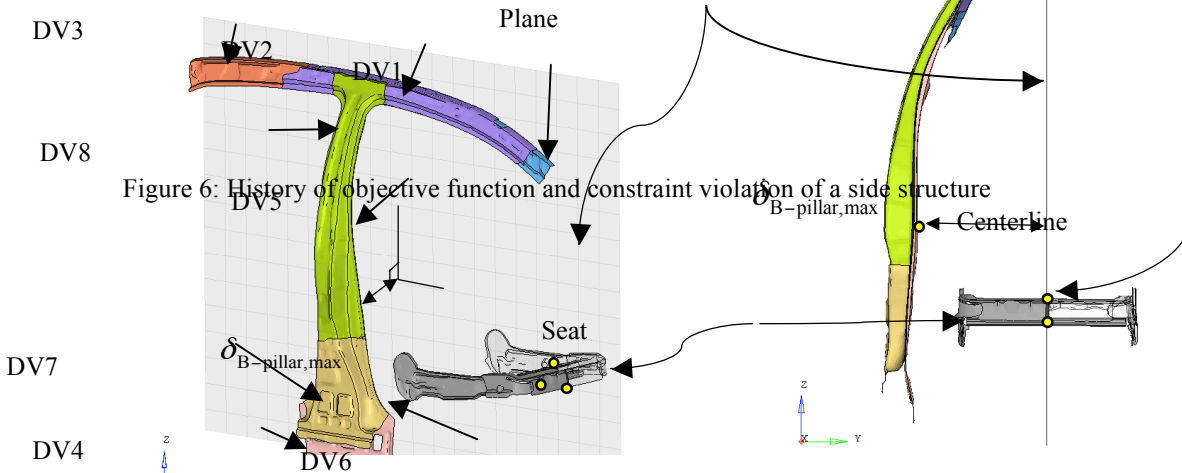 Plane
DV3
DV2
DV1
DV8
Figure 6: History of objective function and constraint violation of a side structure
DV5
δB−pillar,max
Centerline
Seat
δB−pillar,max
DV7
DV4
DV6
Z
Z
X
Y